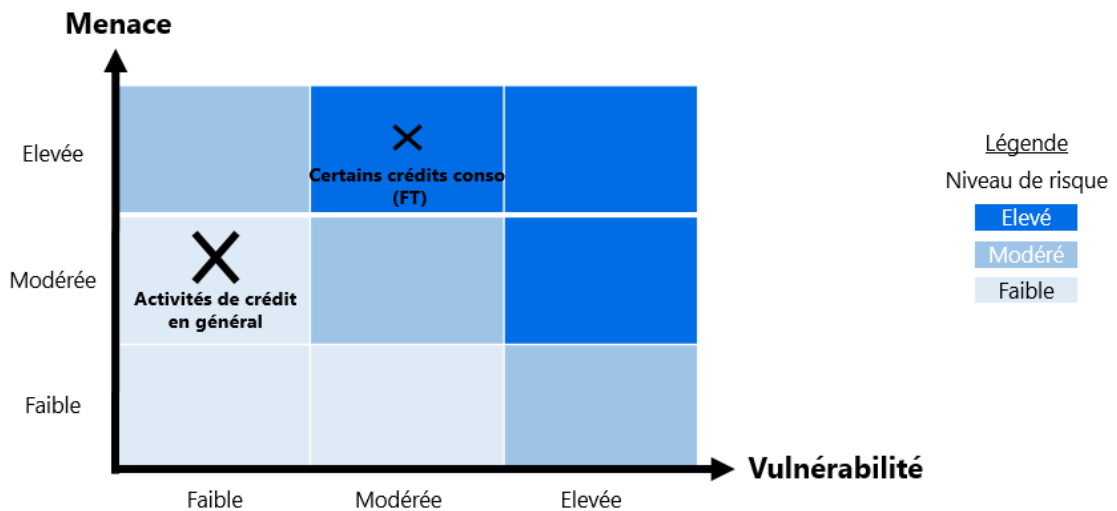 Menace
Elevée
Certains crédits conso
(FT)
Modérée
Activités de crédit
en général
Faible
Vulnérabilité
Faible
Modérée
Elevée
Légende
Niveau de risque
Elevé
Modéré
Faible